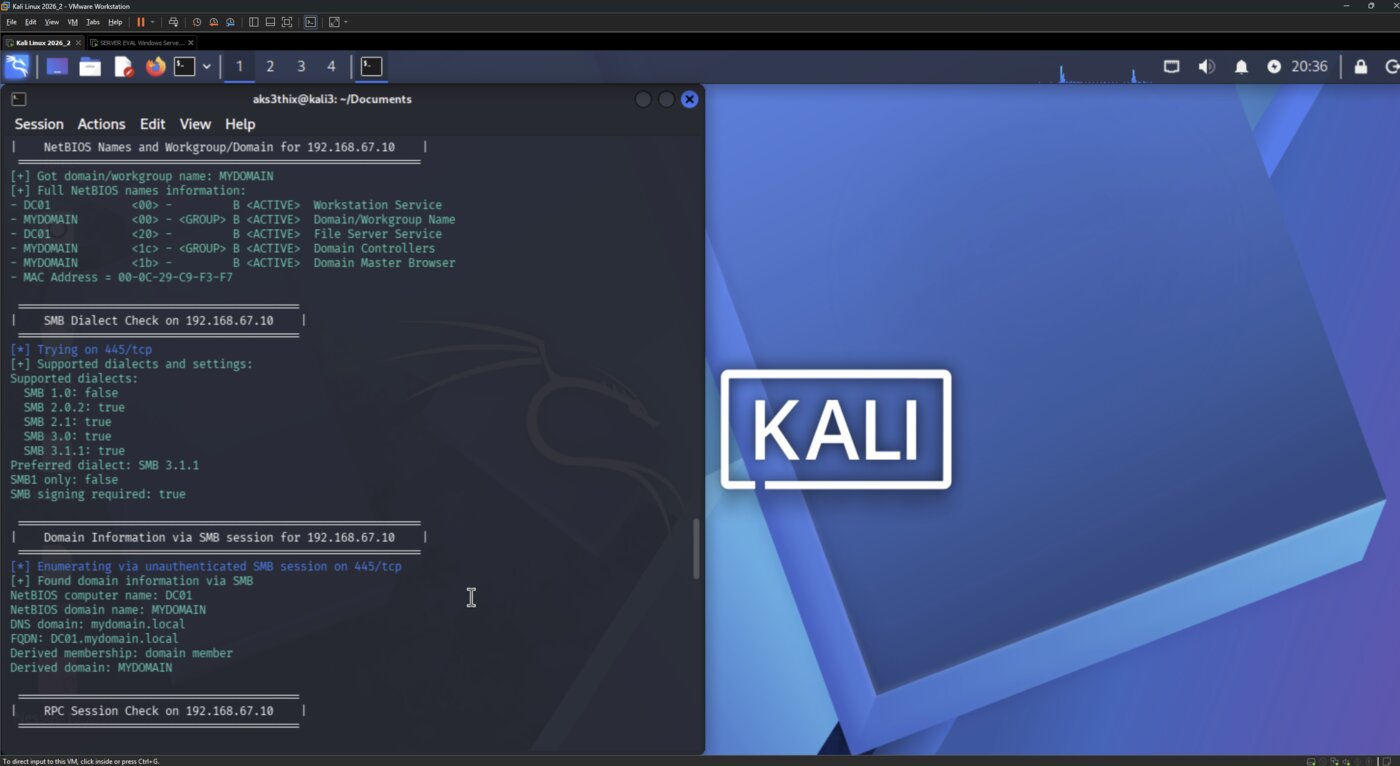 Kali Linux 2026_2 - VMware Workstation
File Edit View VM Tabs Help
Kali Linux 2026_2
SERVER EVAL Windows Serve...
1 2 3 4
20:36
aks3thix@kali3: ~/Documents
Session Actions Edit View Help
| NetBIOS Names and Workgroup/Domain for 192.168.67.10 |
[+] Got domain/workgroup name: MYDOMAIN
[+] Full NetBIOS names information:
- DC01 <00> - B <ACTIVE> Workstation Service
- MYDOMAIN <00> - <GROUP> B <ACTIVE> Domain/Workgroup Name
- DC01 <20> - B <ACTIVE> File Server Service
- MYDOMAIN <1c> - <GROUP> B <ACTIVE> Domain Controllers
- MYDOMAIN <1b> - B <ACTIVE> Domain Master Browser
- MAC Address = 00-0C-29-C9-F3-F7
| SMB Dialect Check on 192.168.67.10 |
[*] Trying on 445/tcp
[+] Supported dialects and settings:
Supported dialects:
SMB 1.0: false
SMB 2.0.2: true
SMB 2.1: true
SMB 3.0: true
SMB 3.1.1: true
Preferred dialect: SMB 3.1.1
SMB1 only: false
SMB signing required: true
| Domain Information via SMB session for 192.168.67.10 |
[*] Enumerating via unauthenticated SMB session on 445/tcp
[+] Found domain information via SMB
NetBIOS computer name: DC01
NetBIOS domain name: MYDOMAIN
DNS domain: mydomain.local
FQDN: DC01.mydomain.local
Derived membership: domain member
Derived domain: MYDOMAIN
| RPC Session Check on 192.168.67.10 |
KALI
To direct input to this VM, click inside or press Ctrl+G.